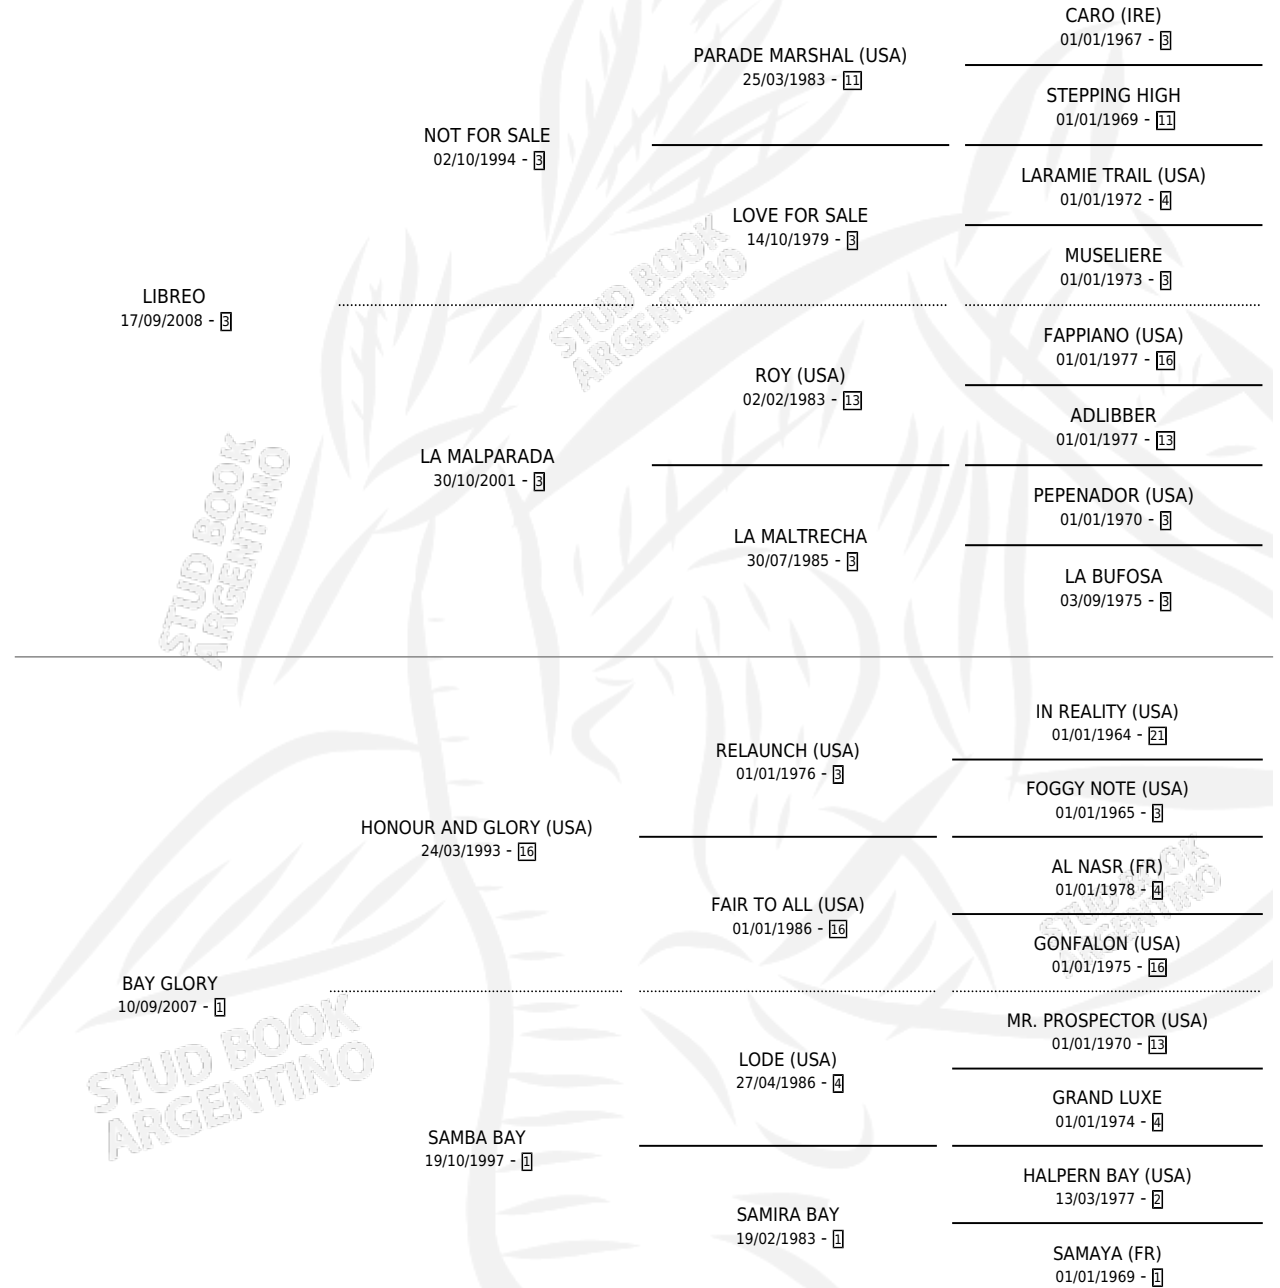 CARO (IRE)
01/01/1967 - 3
PARADE MARSHAL (USA)
25/03/1983 - 11
STEPPING HIGH
01/01/1969 - 11
NOT FOR SALE
02/10/1994 - 3
LARAMIE TRAIL (USA)
01/01/1972 - 4
LOVE FOR SALE
14/10/1979 - 3
MUSELIERE
01/01/1973 - 3
LIBREO
17/09/2008 - 3
FAPPIANO (USA)
01/01/1977 - 16
ROY (USA)
02/02/1983 - 13
ADLIBBER
01/01/1977 - 13
LA MALPARADA
30/10/2001 - 3
PEPENADOR (USA)
01/01/1970 - 3
LA MALTRECHA
30/07/1985 - 3
LA BUFOSA
03/09/1975 - 3
IN REALITY (USA)
01/01/1964 - 21
RELAUNCH (USA)
01/01/1976 - 3
FOGGY NOTE (USA)
01/01/1965 - 3
HONOUR AND GLORY (USA)
24/03/1993 - 16
AL NASR (FR)
01/01/1978 - 4
FAIR TO ALL (USA)
01/01/1986 - 16
GONFALON (USA)
01/01/1975 - 16
BAY GLORY
10/09/2007 - 1
MR. PROSPECTOR (USA)
01/01/1970 - 13
LODE (USA)
27/04/1986 - 4
GRAND LUXE
01/01/1974 - 4
SAMBA BAY
19/10/1997 - 1
HALPERN BAY (USA)
13/03/1977 - 2
SAMIRA BAY
19/02/1983 - 1
SAMAYA (FR)
01/01/1969 - 1
STUD BOOK
ARGENTINO
STUD BOOK
ARGENTINO
STUD BOOK
ARGENTINO
STUD BOOK
ARGENTINO